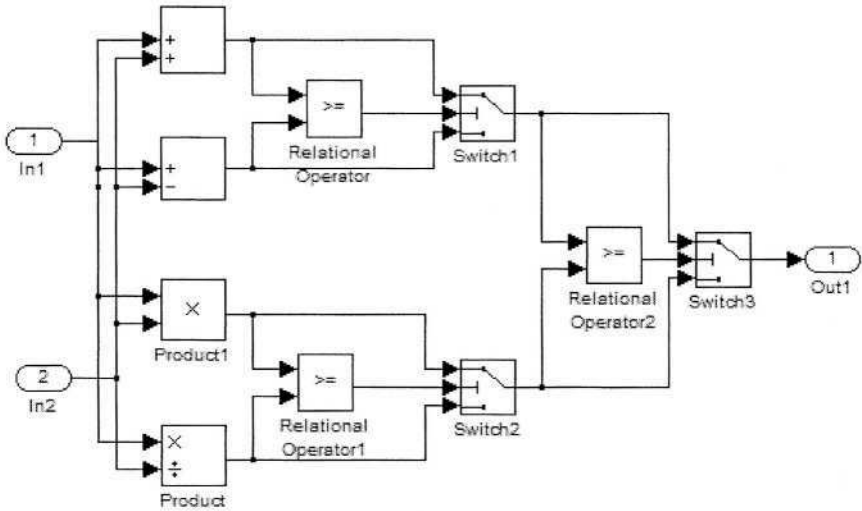 +
+
>=
Relational
Operator
Switch1
1
In1
+
−
>=
Relational
Operator2
Switch3
1
Out1
×
Product1
2
In2
>=
Relational
Operator1
Switch2
×
÷
Product